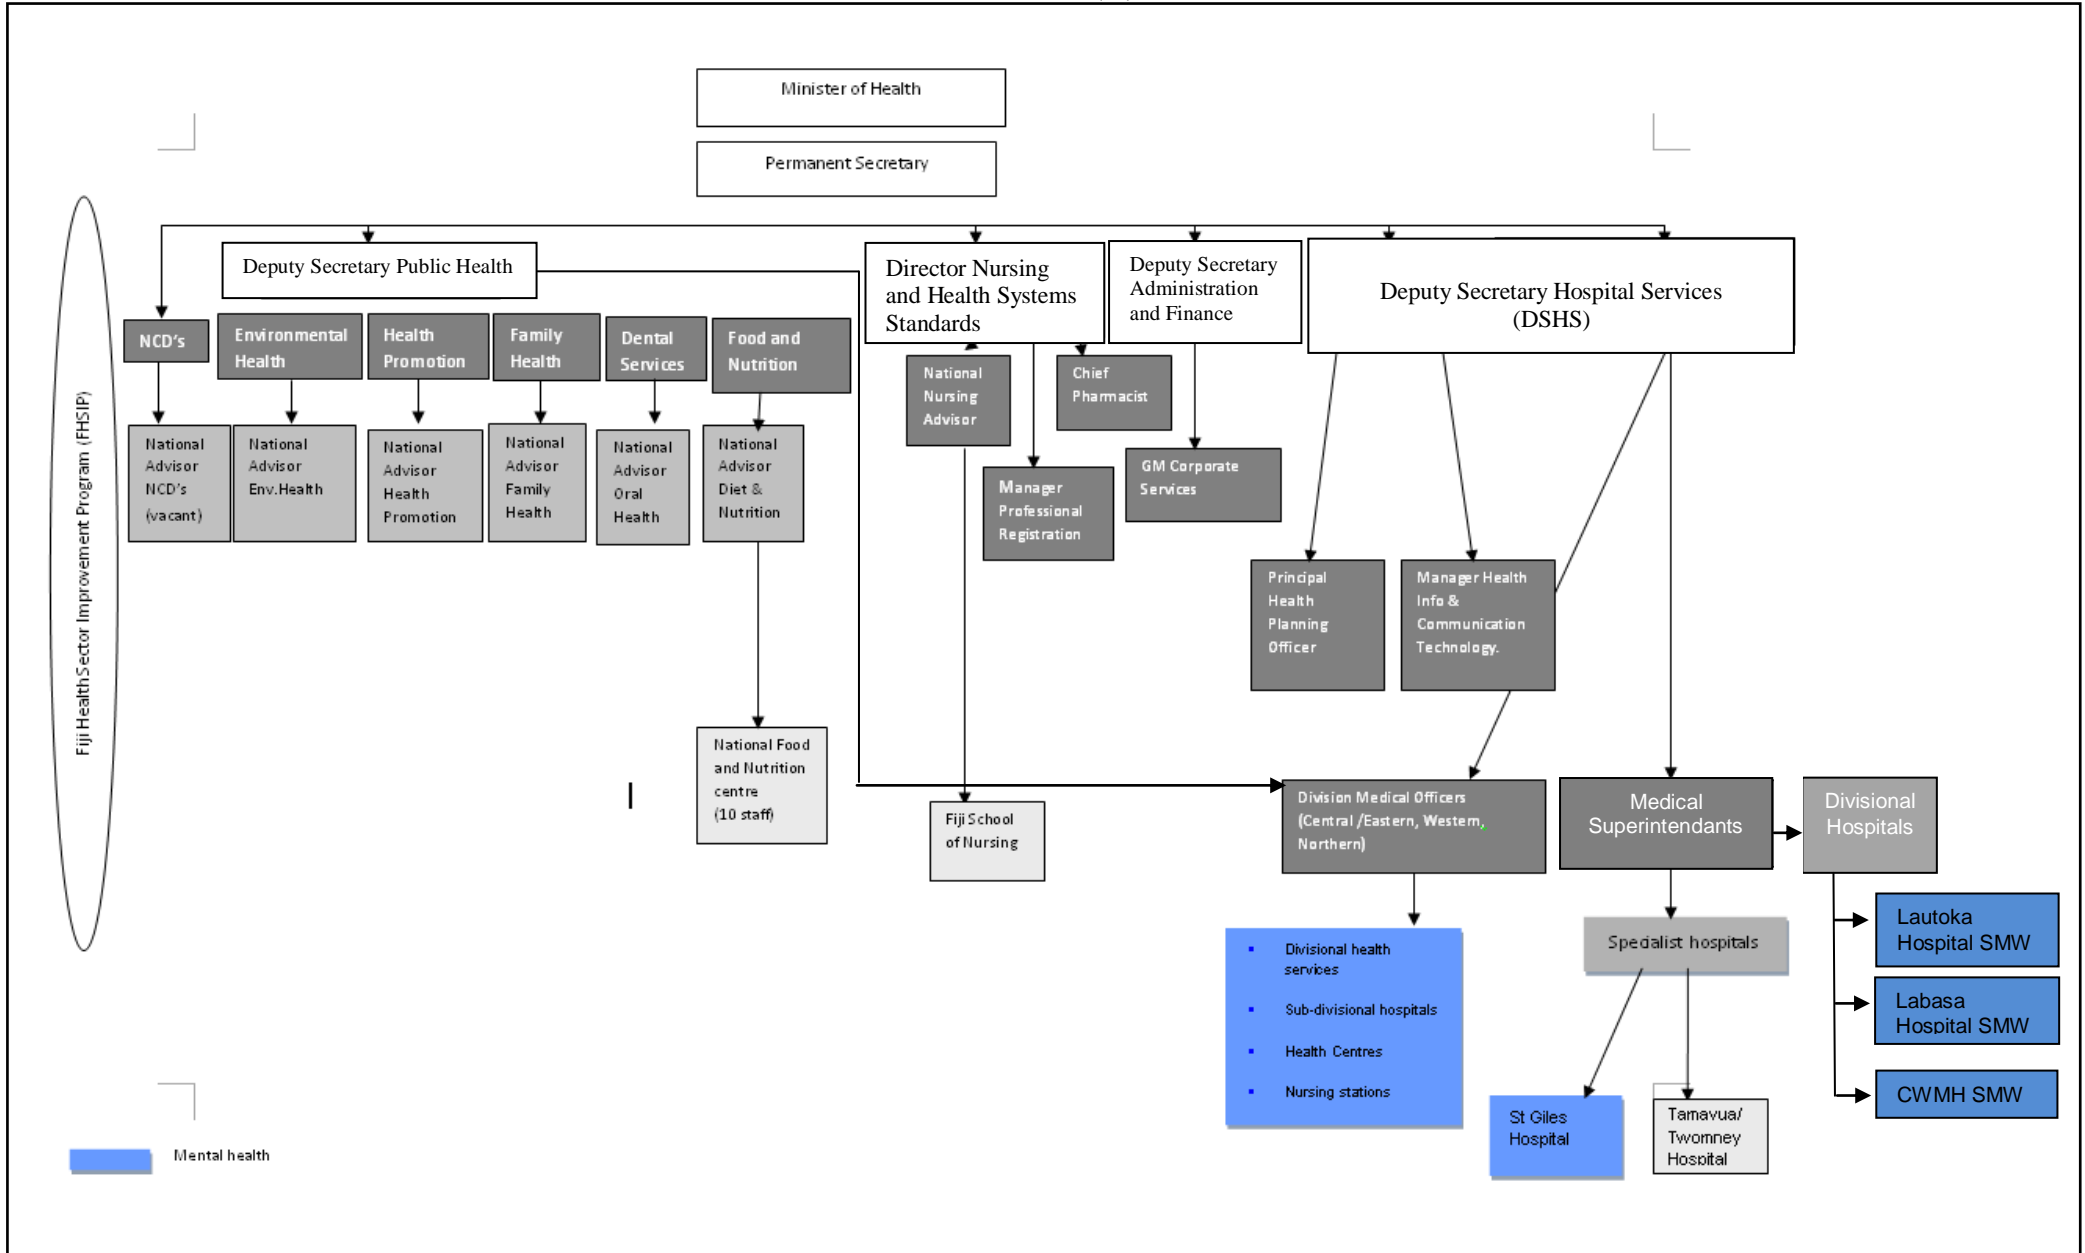 Minister of Health
Permanent Secretary
Fiji Health Sector Improvement Program (FHSIP)
Deputy Secretary Public Health
Director Nursing
and Health Systems
Standards
Deputy Secretary
Administration
and Finance
Deputy Secretary Hospital Services
(DSHS)
NCD's
Environmental
Health
Health
Promotion
Family
Health
Dental
Services
Food and
Nutrition
National
Nursing
Advisor
Chief
Pharmacist
National
Advisor
NCD's
(vacant)
National
Advisor
Env.Health
National
Advisor
Health
Promotion
National
Advisor
Family
Health
National
Advisor
Oral
Health
National
Advisor
Diet &
Nutrition
Manager
Professional
Registration
GM Corporate
Services
Principal
Health
Planning
Officer
Manager Health
Info &
Communication
Technology.
National Food
and Nutrition
centre
(10 staff)
Fiji School
of Nursing
Division Medical Officers
(Central /Eastern, Western,
Northern)
Medical
Superintendants
Divisional
Hospitals
Lautoka
Hospital SMW
Labasa
Hospital SMW
CWMH SMW
Specialist hospitals
▪ Divisional health
services
▪ Sub-divisional hospitals
▪ Health Centres
▪ Nursing stations
St Giles
Hospital
Tamavua/
Twomney
Hospital
Mental health